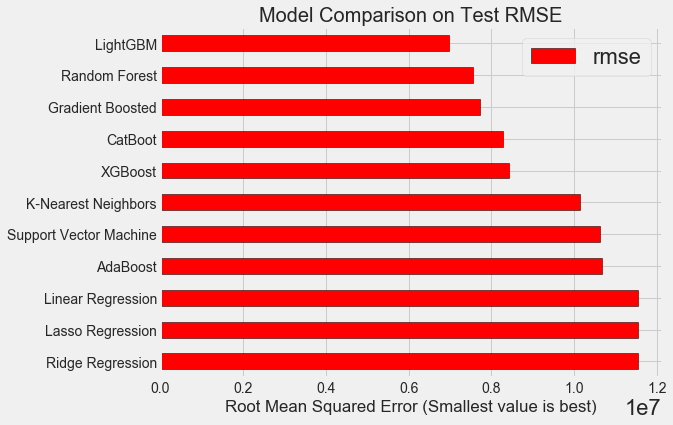 Model Comparison on Test RMSE
rmse
LightGBM
Random Forest
Gradient Boosted
CatBoot
XGBoost
K-Nearest Neighbors
Support Vector Machine
AdaBoost
Linear Regression
Lasso Regression
Ridge Regression
0.0 0.2 0.4 0.6 0.8 1.0 1.2
1e7
Root Mean Squared Error (Smallest value is best)